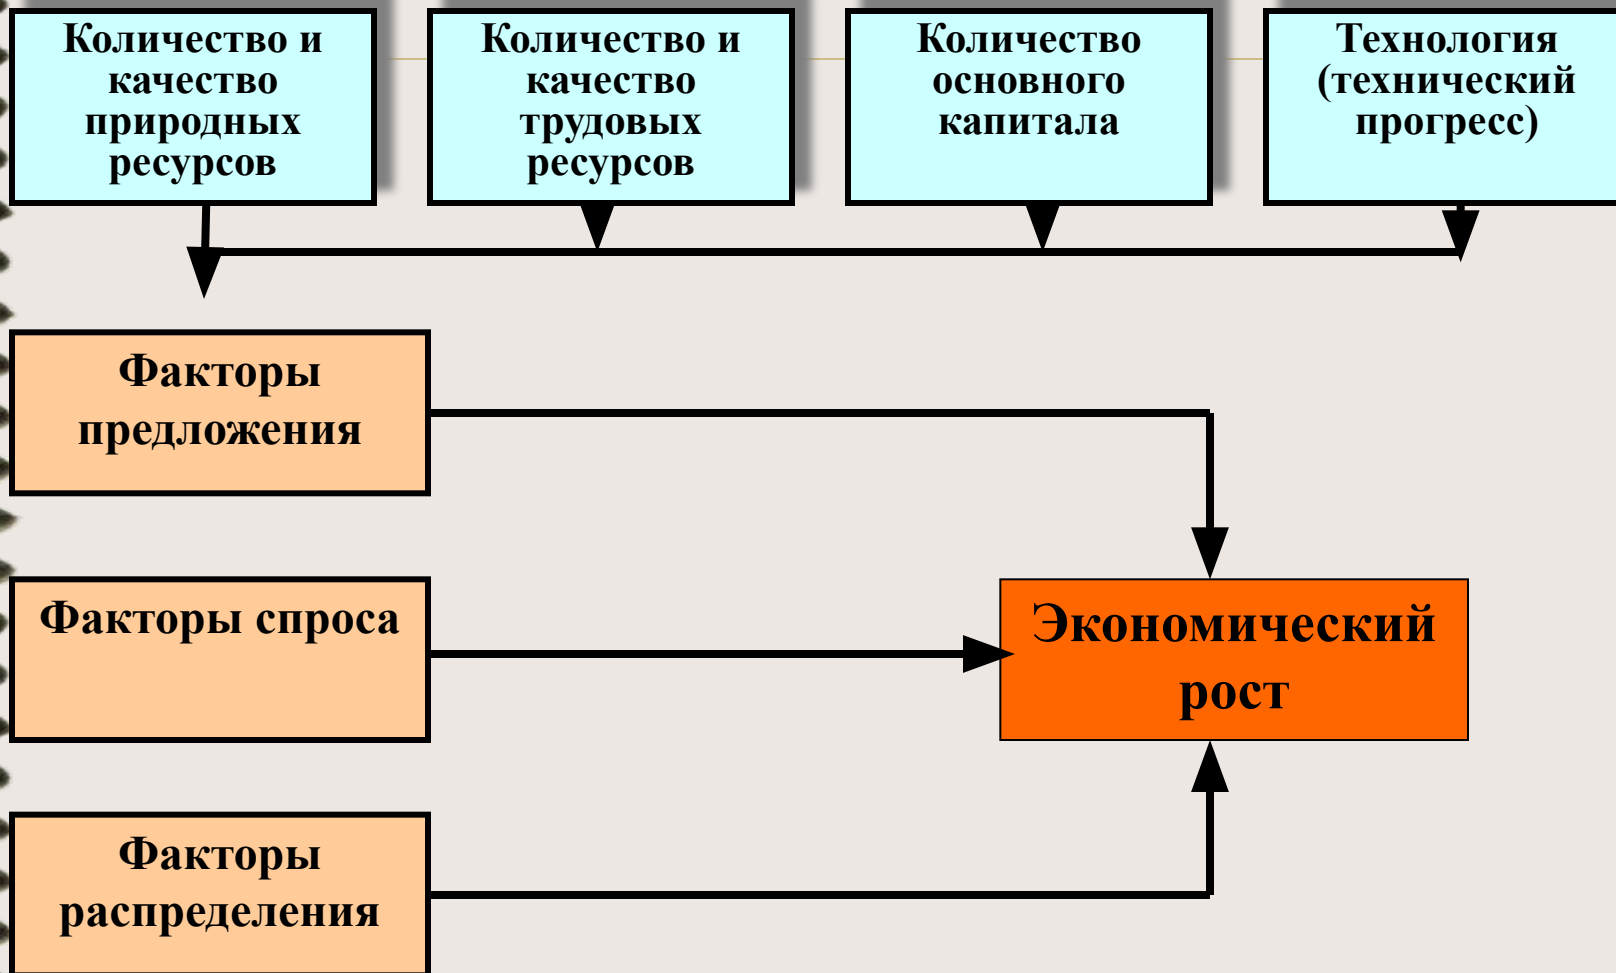 Количество и
качество
природных
ресурсов
Количество и
качество
трудовых
ресурсов
Количество
основного
капитала
Технология
(технический
прогресс)
Факторы
предложения
Факторы спроса
Экономический
рост
Факторы
распределения